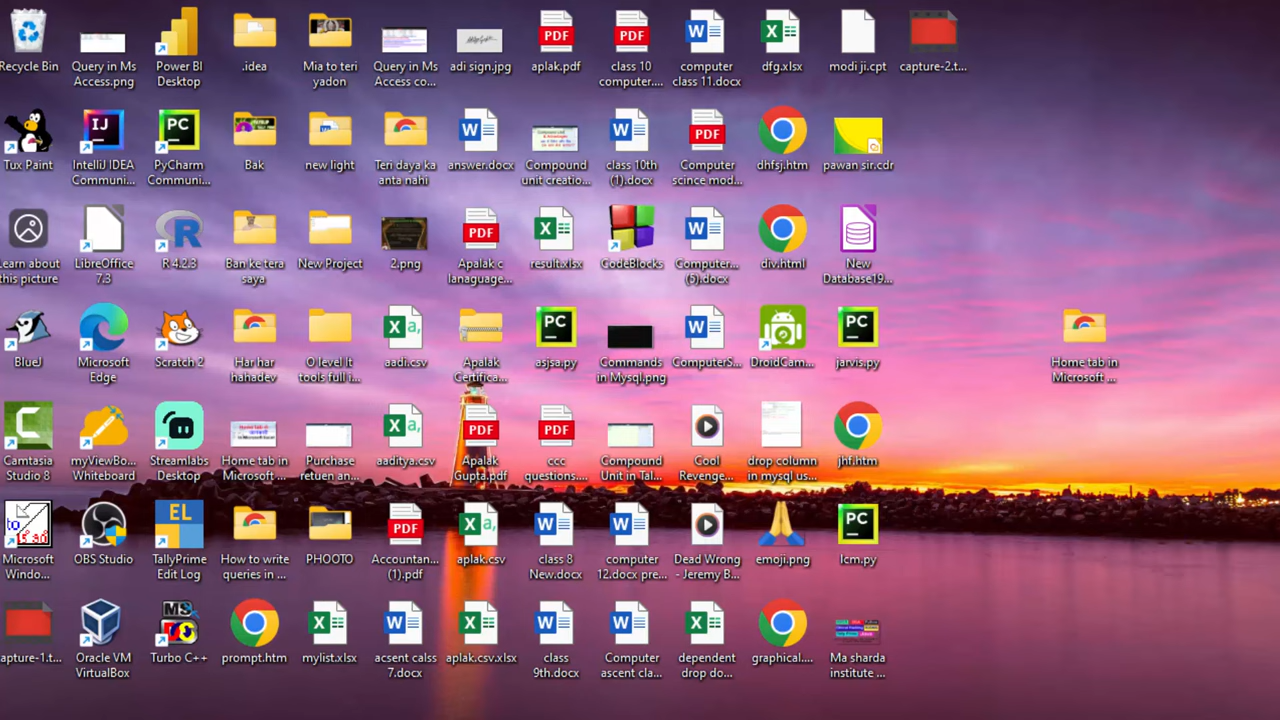 Recycle Bin
Query in Ms
Access.png
Power BI
Desktop
.idea
Mia to teri
yadon
Query in Ms
Access co...
adi sign.jpg
aplak.pdf
class 10
computer....
computer
class 11.docx
dfg.xlsx
modi ji.cpt
capture-2.t...
Tux Paint
IntelliJ IDEA
Communi...
PyCharm
Communi...
Bak
new light
Teri daya ka
anta nahi
answer.docx
Compound
unit creatio...
class 10th
(1).docx
Computer
scince mod...
dhfsj.htm
pawan sir.cdr
Learn about
this picture
LibreOffice
7.3
R 4.2.3
Ban ke tera
saya
New Project
2.png
Apalak c
lanaguage...
result.xlsx
CodeBlocks
Computer...
(5).docx
div.html
New
Database19...
BlueJ
Microsoft
Edge
Scratch 2
Har har
hahadev
O level It
tools full i...
aadi.csv
Apalak
Certifica...
asjsa.py
Commands
in Mysql.png
ComputerS...
DroidCam...
jarvis.py
Home tab in
Microsoft ...
Camtasia
Studio 8
myViewBo...
Whiteboard
Streamlabs
Desktop
Home tab in
Microsoft ...
Purchase
retuen an...
aaditya.csv
Apalak
Gupta.pdf
ccc
questions....
Compound
Unit in Tal...
Cool
Revenge...
drop column
in mysql us...
jhf.htm
Microsoft
Windo...
OBS Studio
TallyPrime
Edit Log
How to write
queries in ...
PHOOTO
Accountan...
(1).pdf
aplak.csv
class 8
New.docx
computer
12.docx pre...
Dead Wrong
- Jeremy B...
emoji.png
lcm.py
apture-1.t...
Oracle VM
VirtualBox
Turbo C++
prompt.htm
mylist.xlsx
acsent calss
7.docx
aplak.csv.xlsx
class
9th.docx
Computer
ascent cla...
dependent
drop do...
graphical....
Ma sharda
institute ...